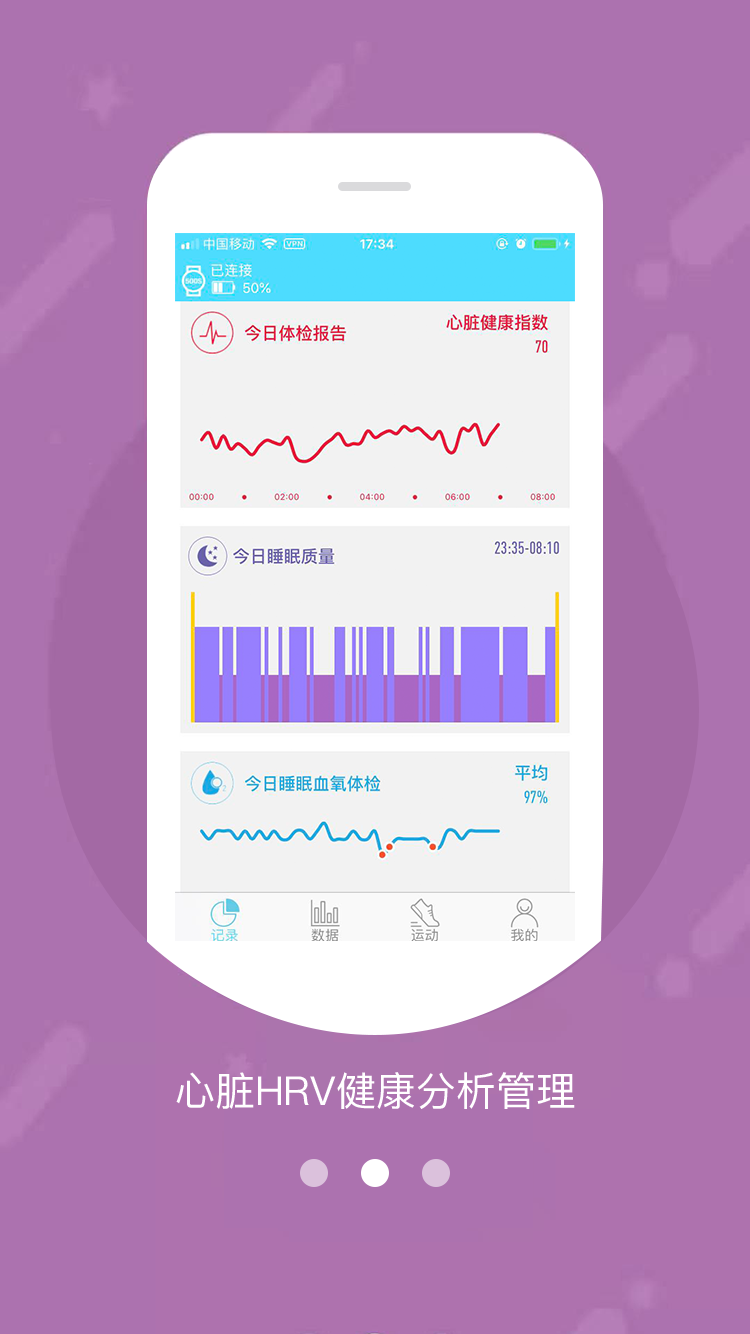 中国移动 VPN 17:34
已连接
500S 50%
今日体检报告
心脏健康指数
70
00:00 02:00 04:00 06:00 08:00
今日睡眠质量 23:35-08:10
今日睡眠血氧体检
平均
97%
记录 数据 运动 我的
心脏HRV健康分析管理